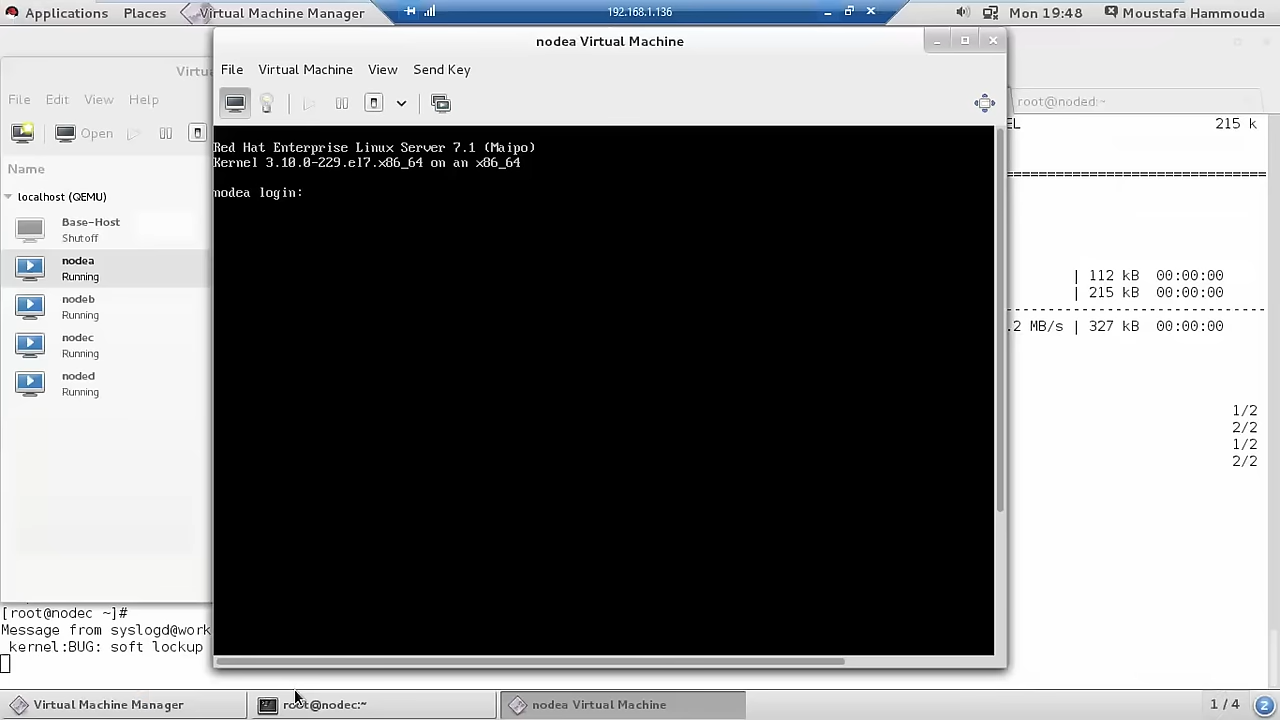 Applications Places Virtual Machine Manager 192.168.1.136 Mon 19:48 Moustafa Hammouda
nodea Virtual Machine
Virtu
File Edit View Help
File Virtual Machine View Send Key
root@noded:~
Open
EL 215 k
Name
localhost (QEMU)
Base-Host
Shutoff
nodea
Running
nodeb
Running
nodec
Running
noded
Running
Red Hat Enterprise Linux Server 7.1 (Maipo)
Kernel 3.10.0-229.el7.x86_64 on an x86_64
nodea login:
================================
| 112 kB 00:00:00
| 215 kB 00:00:00
--------------------------------
.2 MB/s | 327 kB 00:00:00
1/2
2/2
1/2
2/2
[root@nodec ~]#
Message from syslogd@work
kernel:BUG: soft lockup
Virtual Machine Manager root@nodec:~ nodea Virtual Machine 1 / 4 2